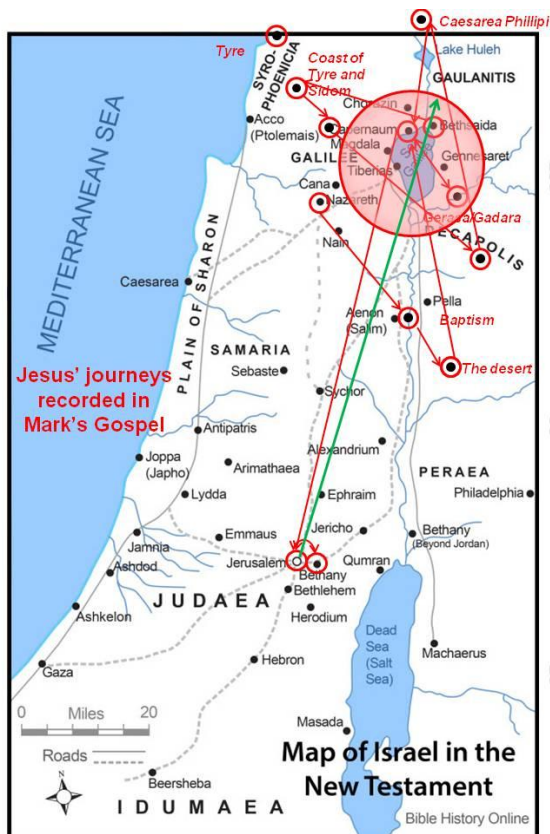 Caesarea Phillipi
Tyre
Lake Huleh
SYRO-
PHOENICIA
Coast of
Tyre and
Sidom
GAULANITIS
Chorazin
Acco
(Ptolemais)
Capernaum
Bethsaida
Magdala
GALILEE
Gennesaret
Tiberias
Cana
Nazareth
Gerasa/Gadara
DECAPOLIS
Nain
MEDITERRANEAN SEA
PLAIN OF SHARON
Caesarea
Pella
Aenon
(Salim)
Baptism
SAMARIA
Jesus' journeys
recorded in
Mark's Gospel
Sebaste
The desert
Sychor
Antipatris
Alexandrium
Joppa
(Japho)
Arimathaea
PERAEA
Lydda
Ephraim
Philadelphia
Jericho
Emmaus
Bethany
(Beyond Jordan)
Jamnia
Jerusalem
Qumran
Ashdod
Bethany
Bethlehem
JUDAEA
Herodium
Ashkelon
Dead
Sea
(Salt
Sea)
Machaerus
Hebron
Gaza
Miles
0 20
Masada
Roads
Map of Israel in the
New Testament
Beersheba
IDUMAEA
Bible History Online